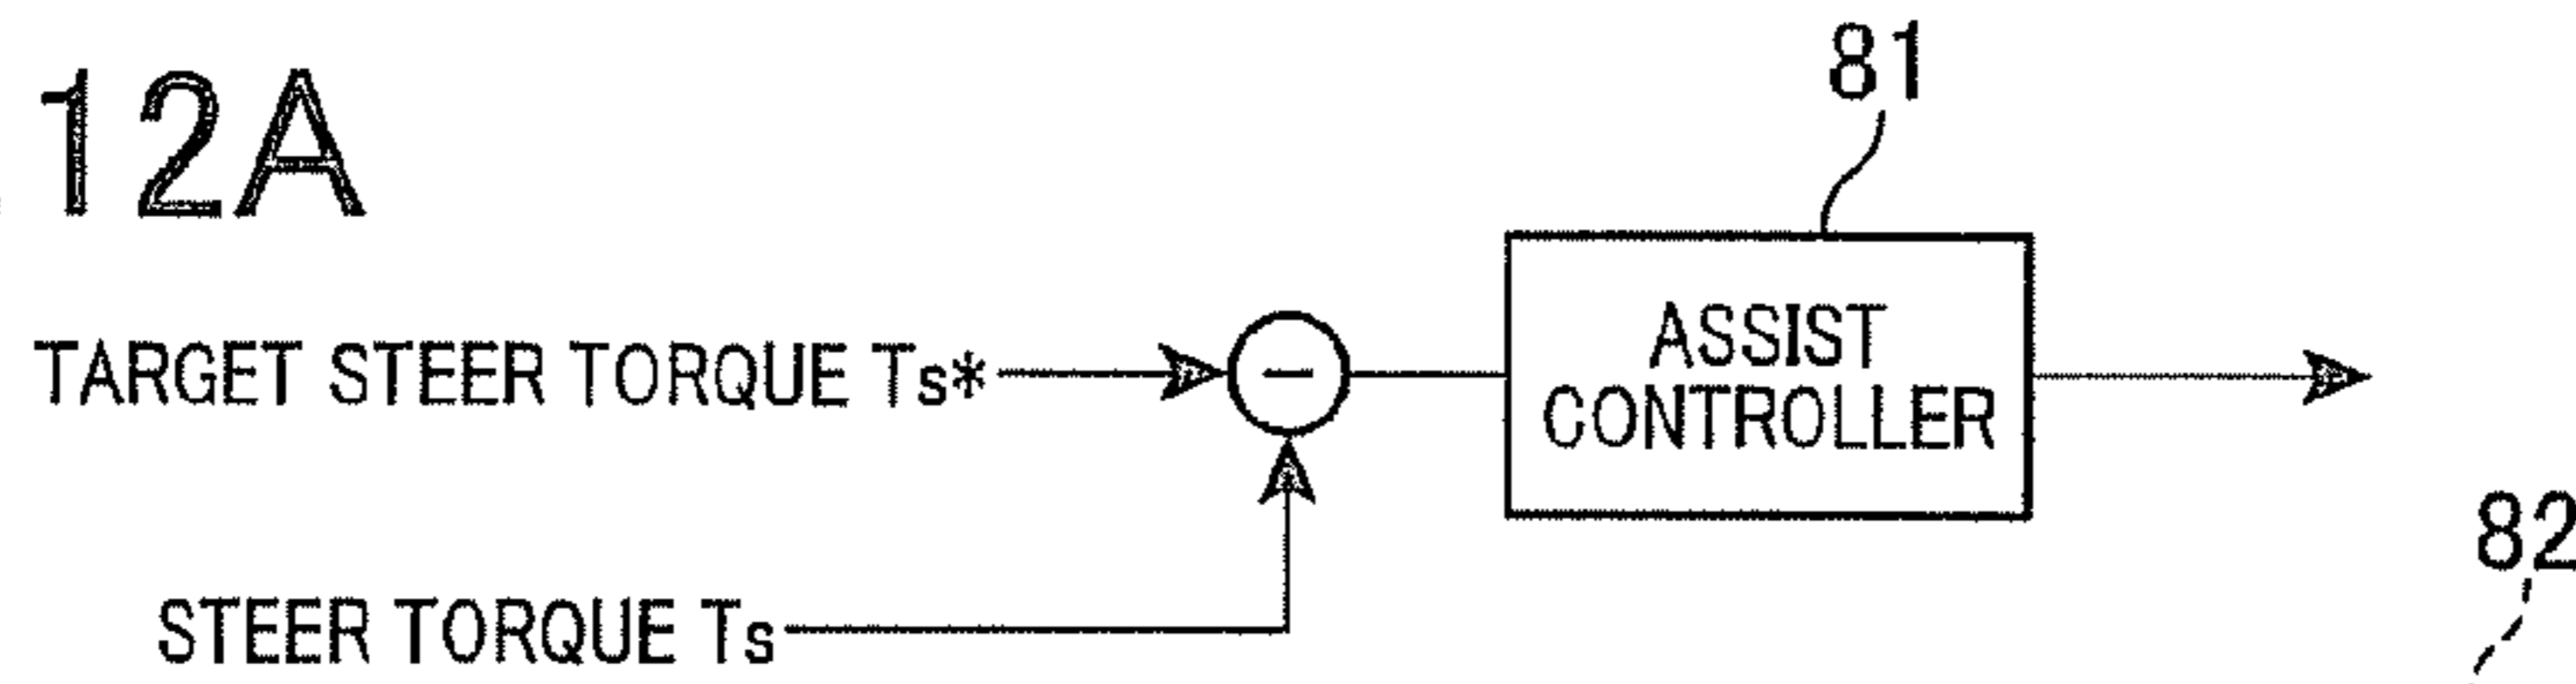 12A
81
TARGET STEER TORQUE Ts*
−
ASSIST
CONTROLLER
82
STEER TORQUE Ts